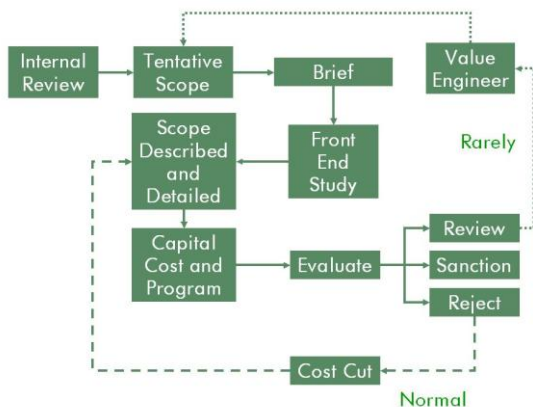 Internal
Review
Tentative
Scope
Brief
Value
Engineer
Scope
Described
and
Detailed
Front
End
Study
Rarely
Capital
Cost and
Program
Evaluate
Review
Sanction
Reject
Cost Cut
Normal